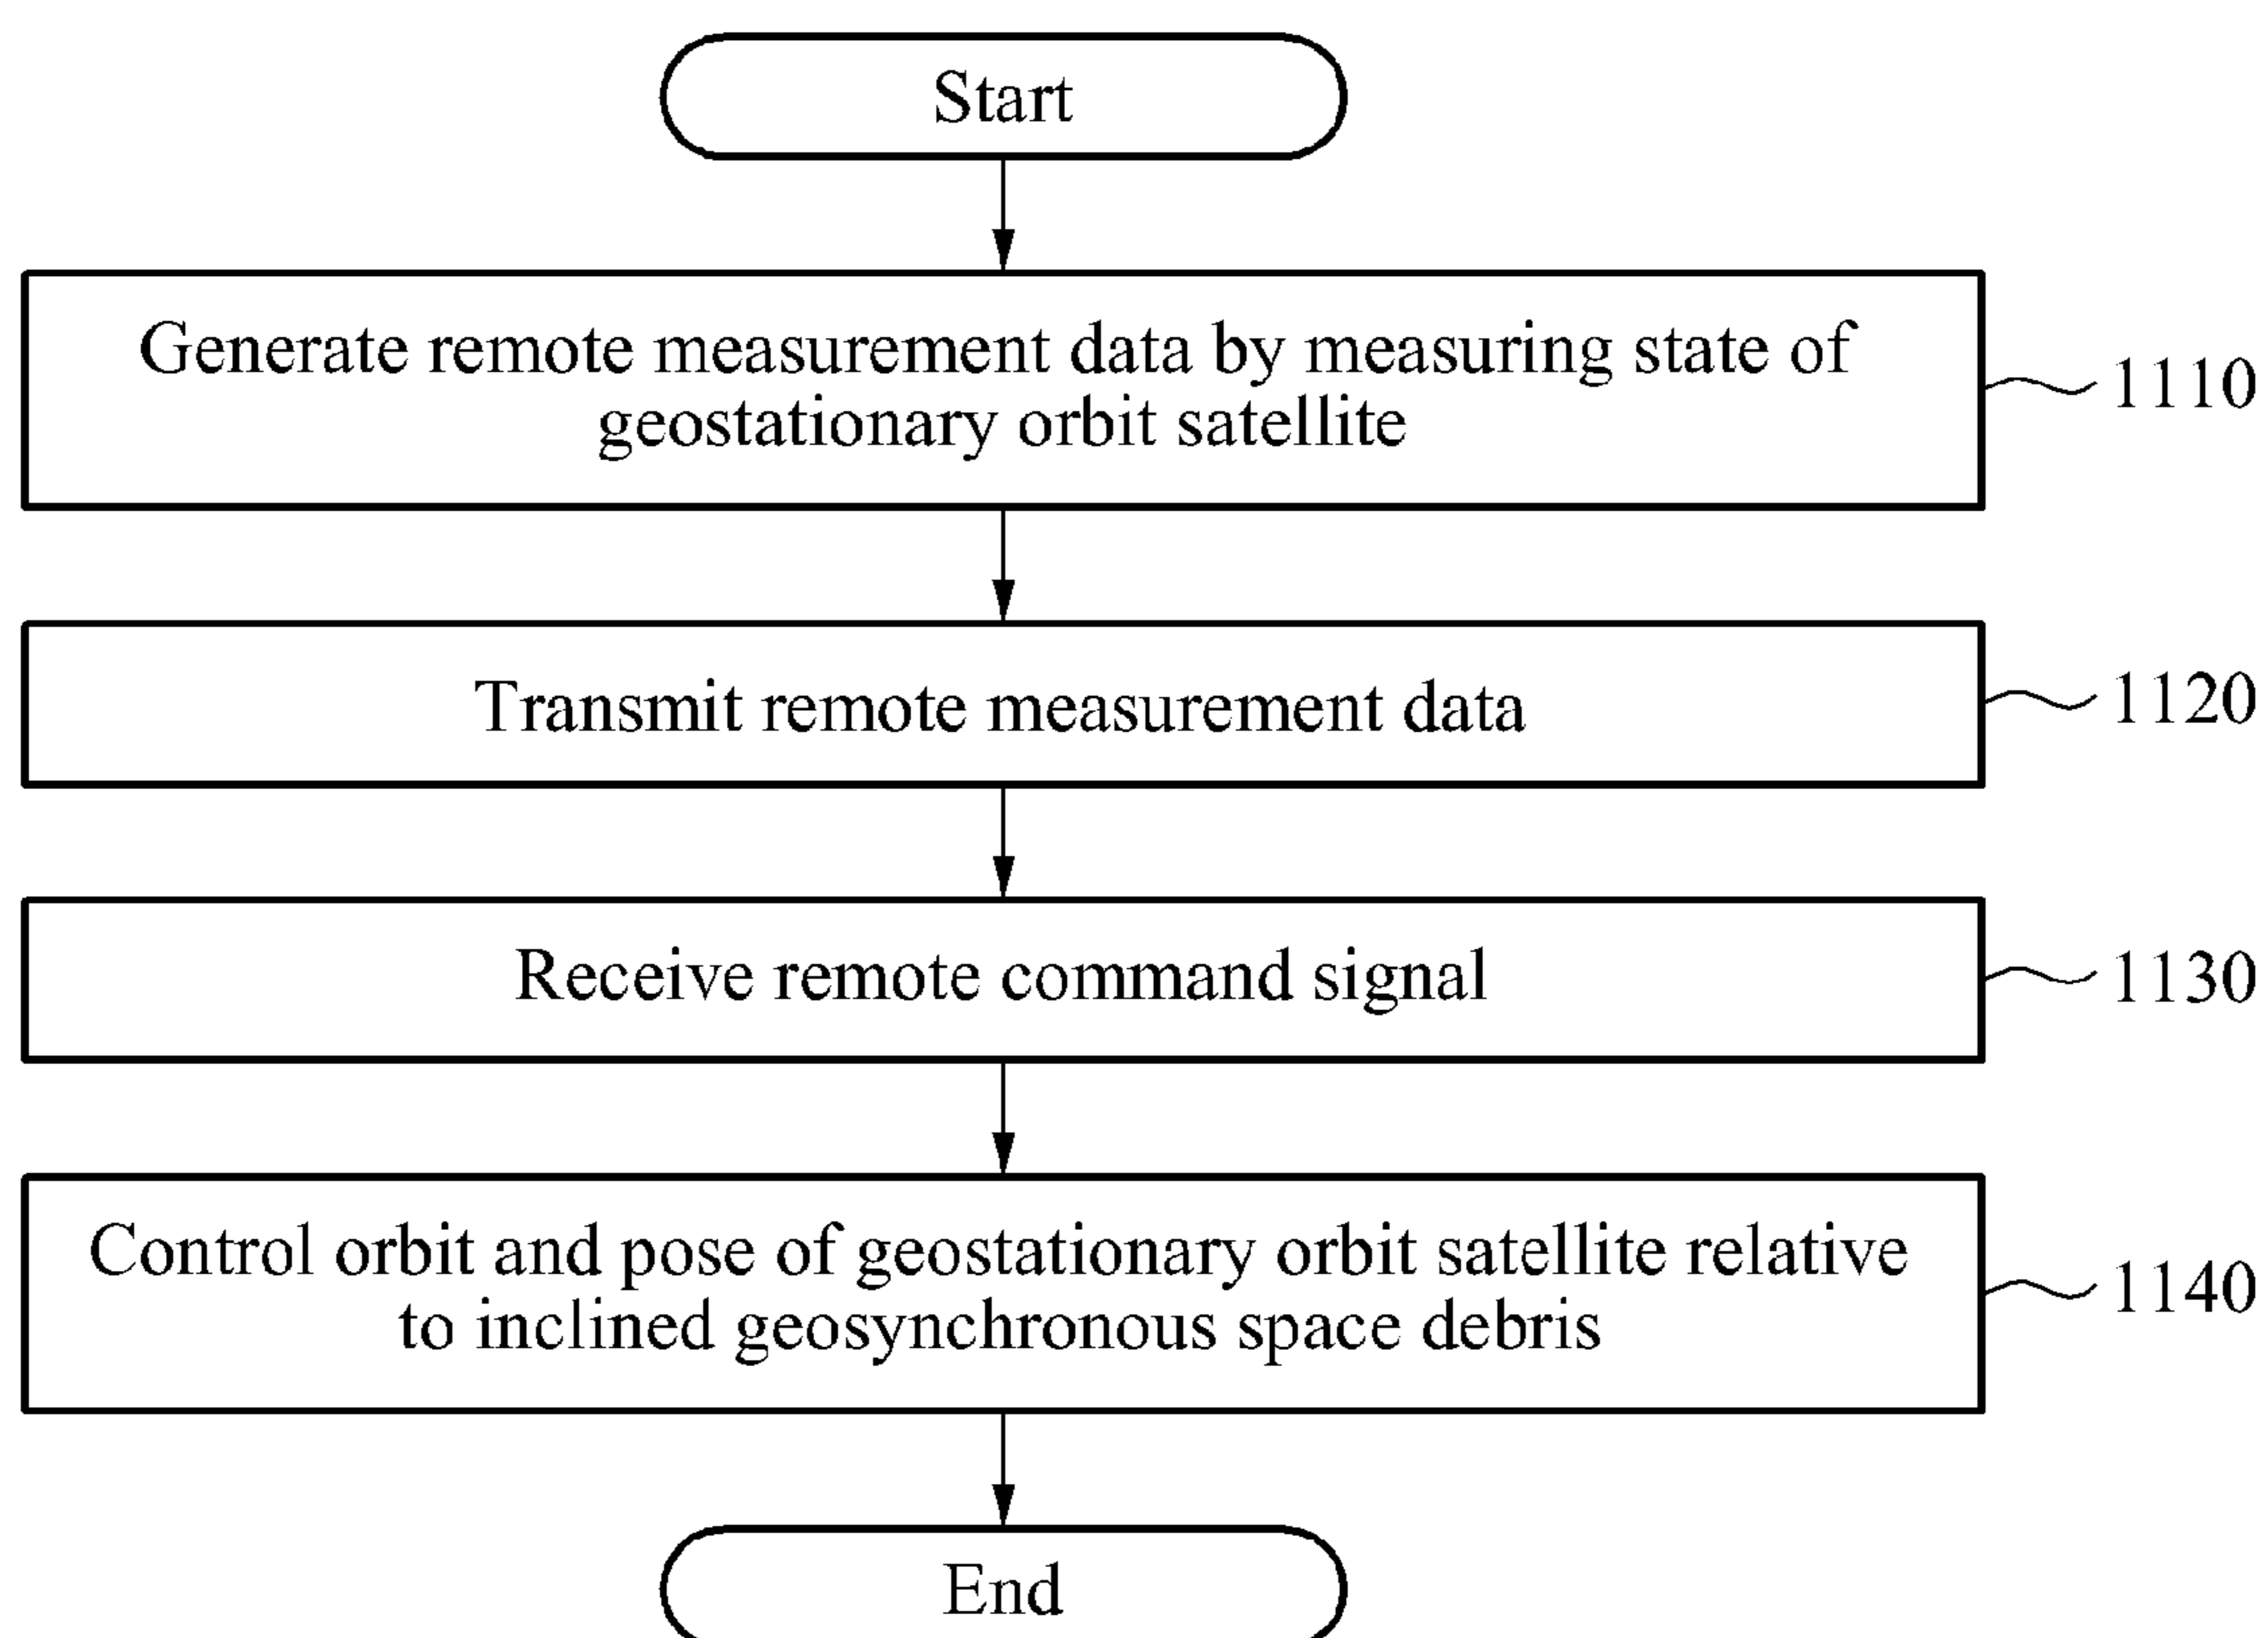 Start
Generate remote measurement data by measuring state of
geostationary orbit satellite
1110
Transmit remote measurement data
1120
Receive remote command signal
1130
Control orbit and pose of geostationary orbit satellite relative
to inclined geosynchronous space debris
1140
End